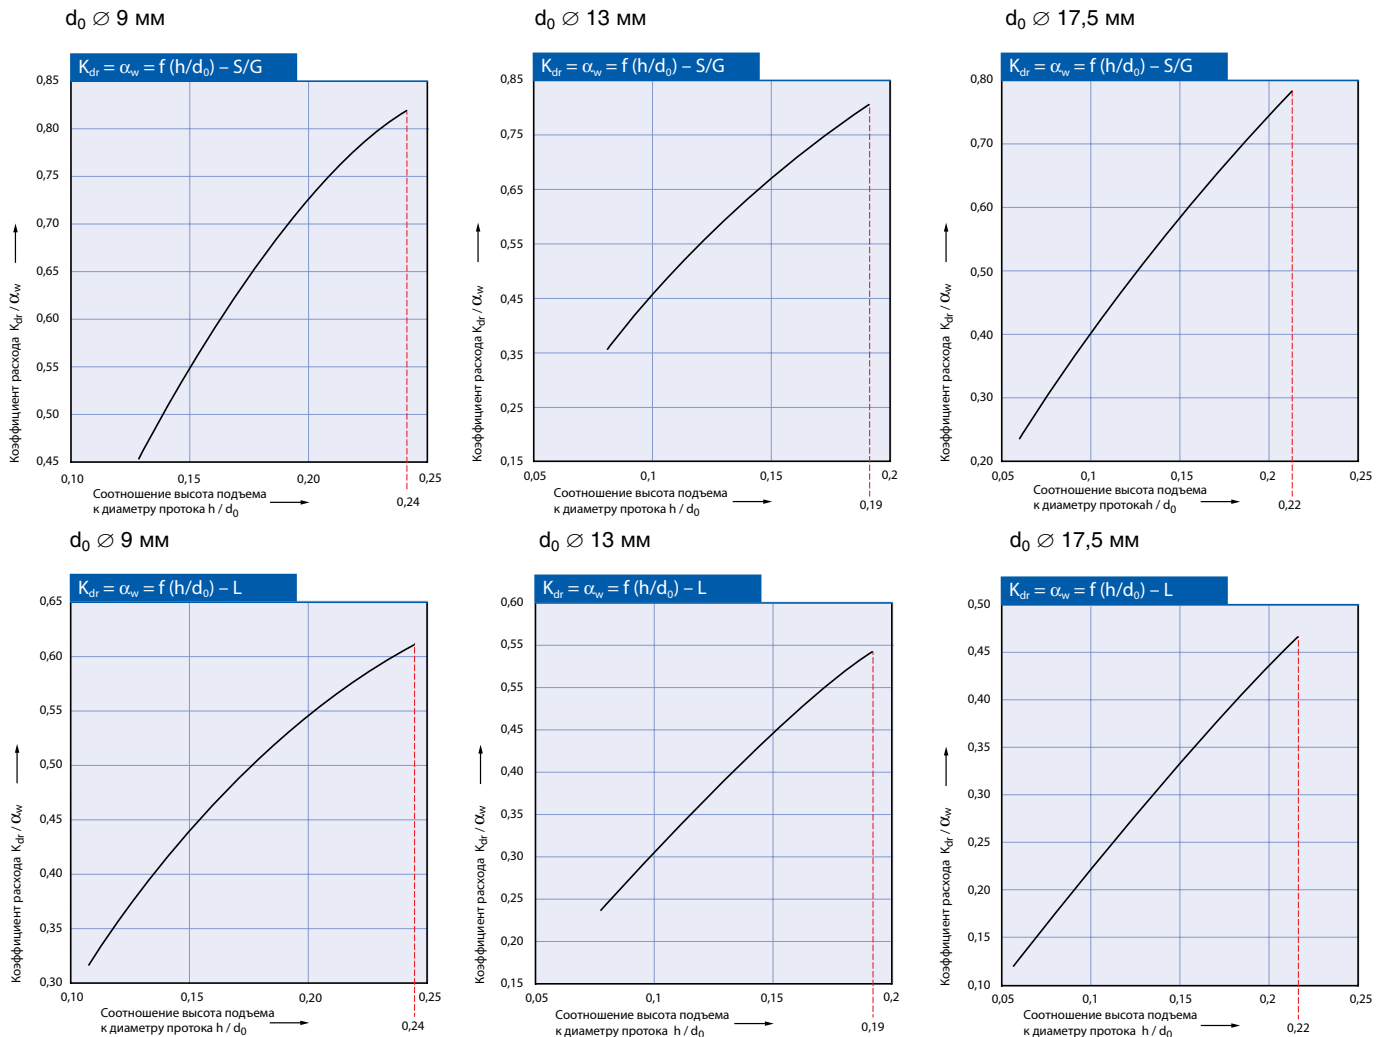 d0 ∅ 9 мм
Kdr = αw = f (h/d0) – S/G
0,85
0,80
0,75
0,70
0,65
0,60
0,55
0,50
0,45
0,10
0,15
0,20
0,25
0,24
Коэффициент расхода Kdr / αw
Соотношение высота подъема
к диаметру протока h / d0
d0 ∅ 13 мм
Kdr = αw = f (h/d0) – S/G
0,85
0,75
0,65
0,55
0,45
0,35
0,25
0,15
0,05
0,1
0,15
0,2
0,19
Коэффициент расхода Kdr / αw
Соотношение высота подъема
к диаметру протока h / d0
d0 ∅ 17,5 мм
Kdr = αw = f (h/d0) – S/G
0,80
0,70
0,60
0,50
0,40
0,30
0,20
0,05
0,1
0,15
0,2
0,25
0,22
Коэффициент расхода Kdr / αw
Соотношение высота подъема
к диаметру протокаh / d0
d0 ∅ 9 мм
Kdr = αw = f (h/d0) – L
0,65
0,60
0,55
0,50
0,45
0,40
0,35
0,30
0,10
0,15
0,20
0,25
0,24
Коэффициент расхода Kdr / αw
Соотношение высота подъема
к диаметру протока h / d0
d0 ∅ 13 мм
Kdr = αw = f (h/d0) – L
0,60
0,55
0,55
0,45
0,40
0,35
0,30
0,25
0,20
0,15
0,05
0,1
0,15
0,2
0,19
Коэффициент расхода Kdr / αw
Соотношение высота подъема
к диаметру протока h / d0
d0 ∅ 17,5 мм
Kdr = αw = f (h/d0) – L
0,50
0,45
0,40
0,35
0,30
0,25
0,20
0,15
0,10
0,05
0,1
0,15
0,2
0,25
0,22
Коэффициент расхода Kdr / αw
Соотношение высота подъема
к диаметру протока h / d0